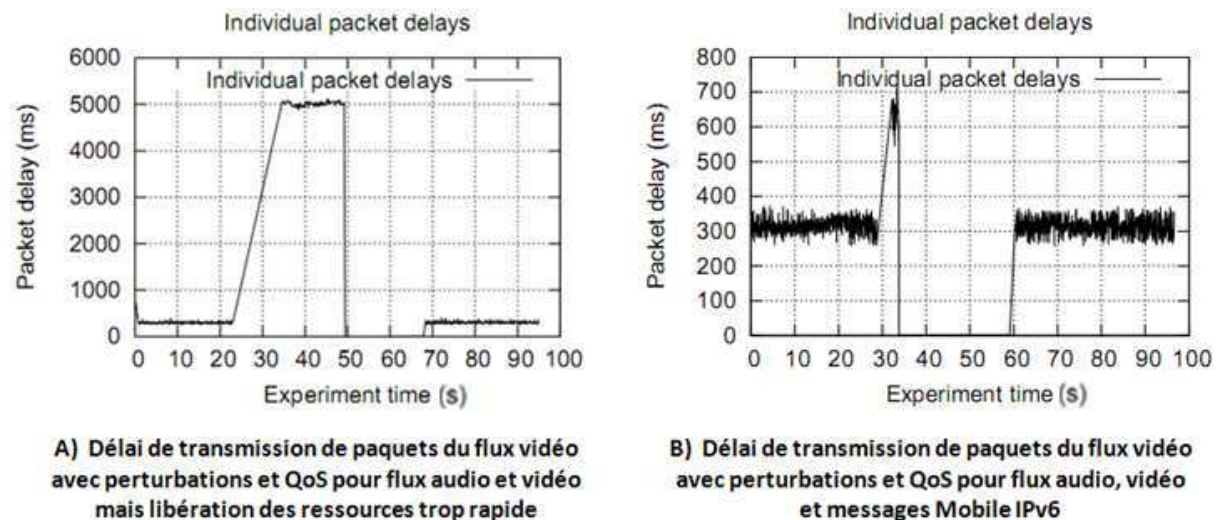 Individual packet delays
6000
5000
4000
3000
2000
1000
0
Individual packet delays
Packet delay (ms)
0 10 20 30 40 50 60 70 80 90 100
Experiment time (s)
A) Délai de transmission de paquets du flux vidéo
avec perturbations et QoS pour flux audio et vidéo
mais libération des ressources trop rapide
Individual packet delays
800
700
600
500
400
300
200
100
0
Individual packet delays
Packet delay (ms)
0 10 20 30 40 50 60 70 80 90 100
Experiment time (s)
B) Délai de transmission de paquets du flux vidéo
avec perturbations et QoS pour flux audio, vidéo
et messages Mobile IPv6